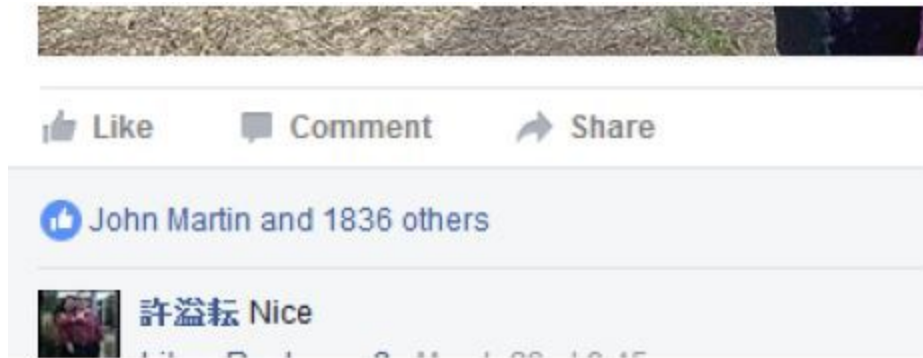 Like Comment Share
John Martin and 1836 others
許溢耘 Nice